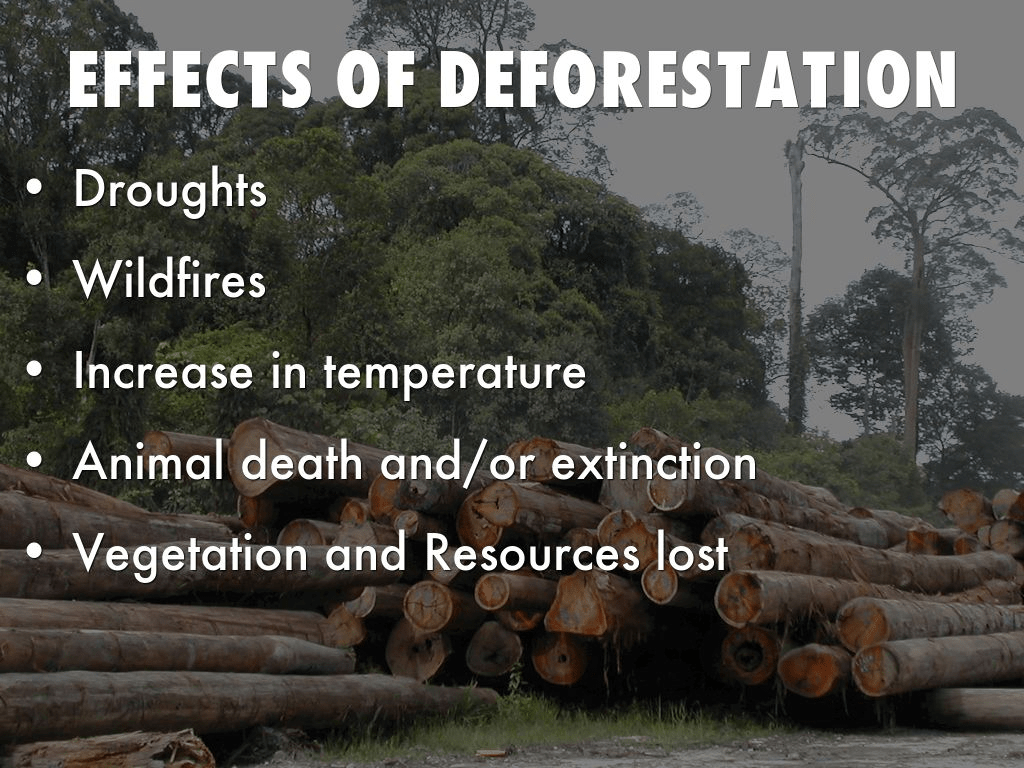 EFFECTS OF DEFORESTATION
• Droughts
• Wildfires
• Increase in temperature
• Animal death and/or extinction
• Vegetation and Resources lost